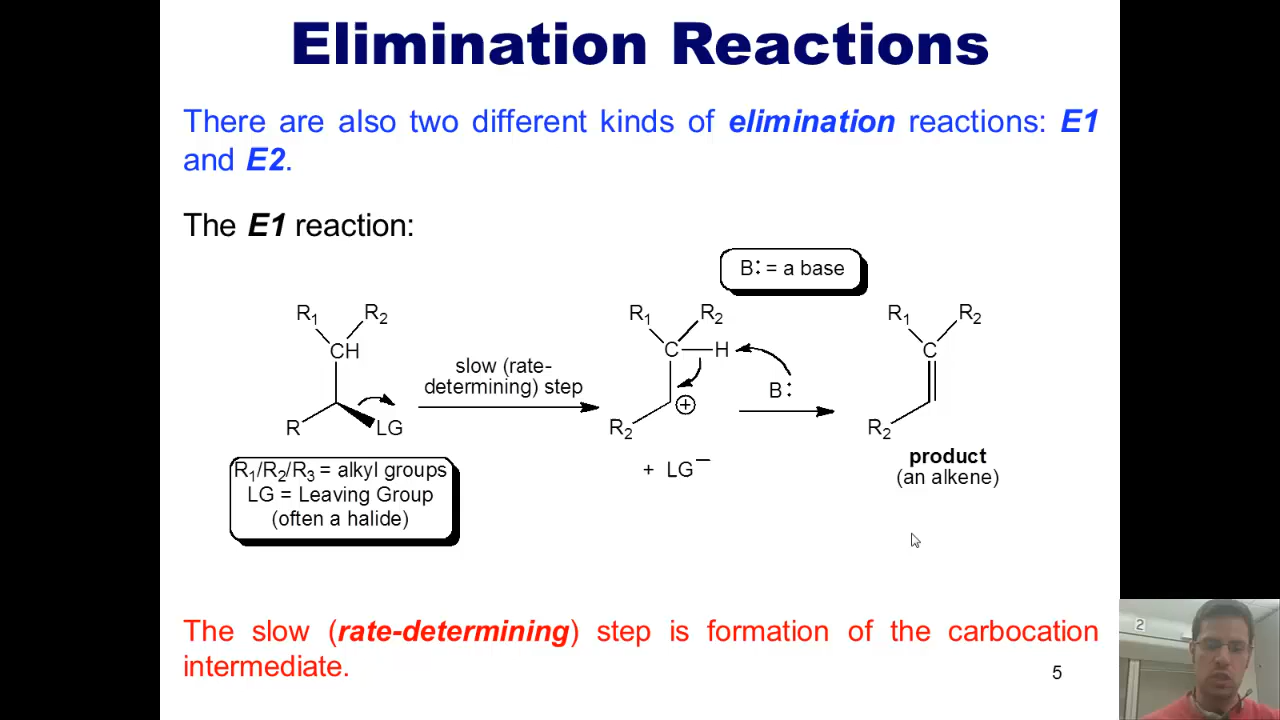 Elimination Reactions
There are also two different kinds of elimination reactions: E1
and E2.
The E1 reaction:
B: = a base
R1 R2
CH
R LG
slow (rate-
determining) step
R1 R2
C H
+
R2
+ LG−
B:
R1 R2
C
R2
product
(an alkene)
R1/R2/R3 = alkyl groups
LG = Leaving Group
(often a halide)
The slow (rate-determining) step is formation of the carbocation
intermediate.
5
2